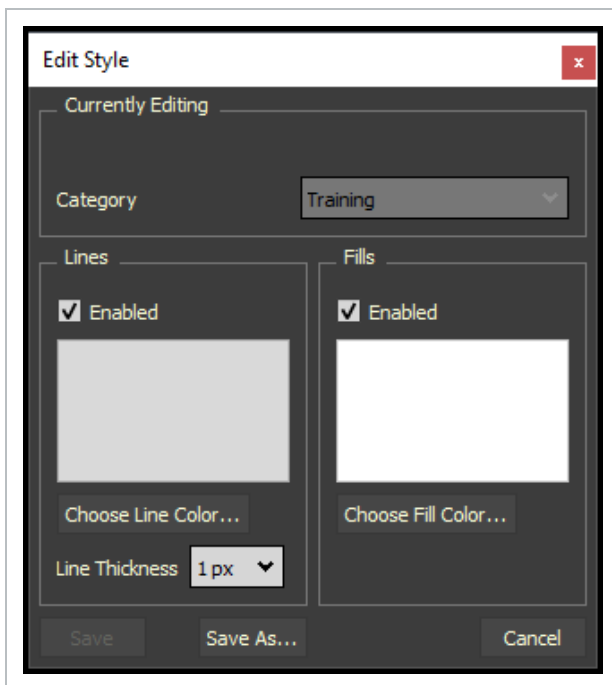 Edit Style
x
Currently Editing
Category Training
Lines
Enabled
Choose Line Color...
Line Thickness 1 px
Fills
Enabled
Choose Fill Color...
Save Save As... Cancel